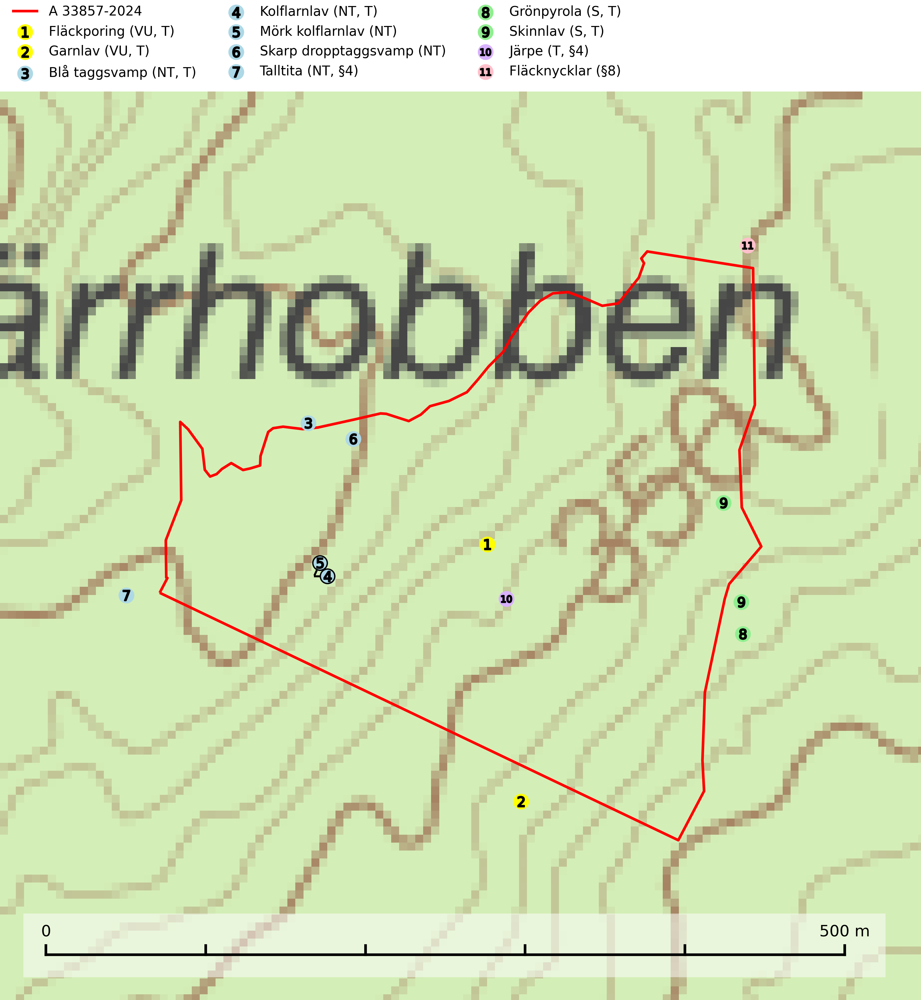 A 33857-2024
1 Fläckporing (VU, T)
2 Garnlav (VU, T)
3 Blå taggsvamp (NT, T)
4 Kolflarnlav (NT, T)
5 Mörk kolflarnlav (NT)
6 Skarp dropptaggsvamp (NT)
7 Talltita (NT, §4)
8 Grönpyrola (S, T)
9 Skinnlav (S, T)
10 Järpe (T, §4)
11 Fläcknycklar (§8)
11
ärrhobben
3
6
9
1
5
4
7
10
9
8
2
0 500 m